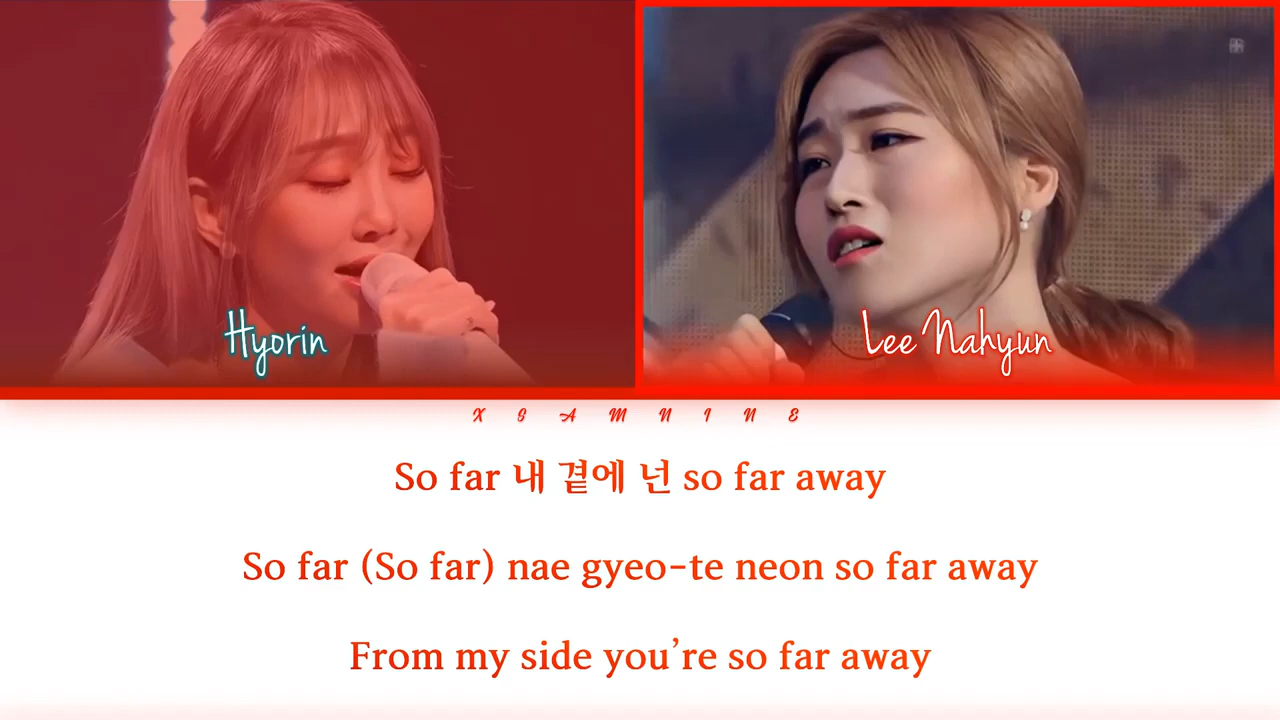 Hyorin
Lee Nahyun
X G A M N I N E
So far 내 곁에 넌 so far away
So far (So far) nae gyeo-te neon so far away
From my side you’re so far away